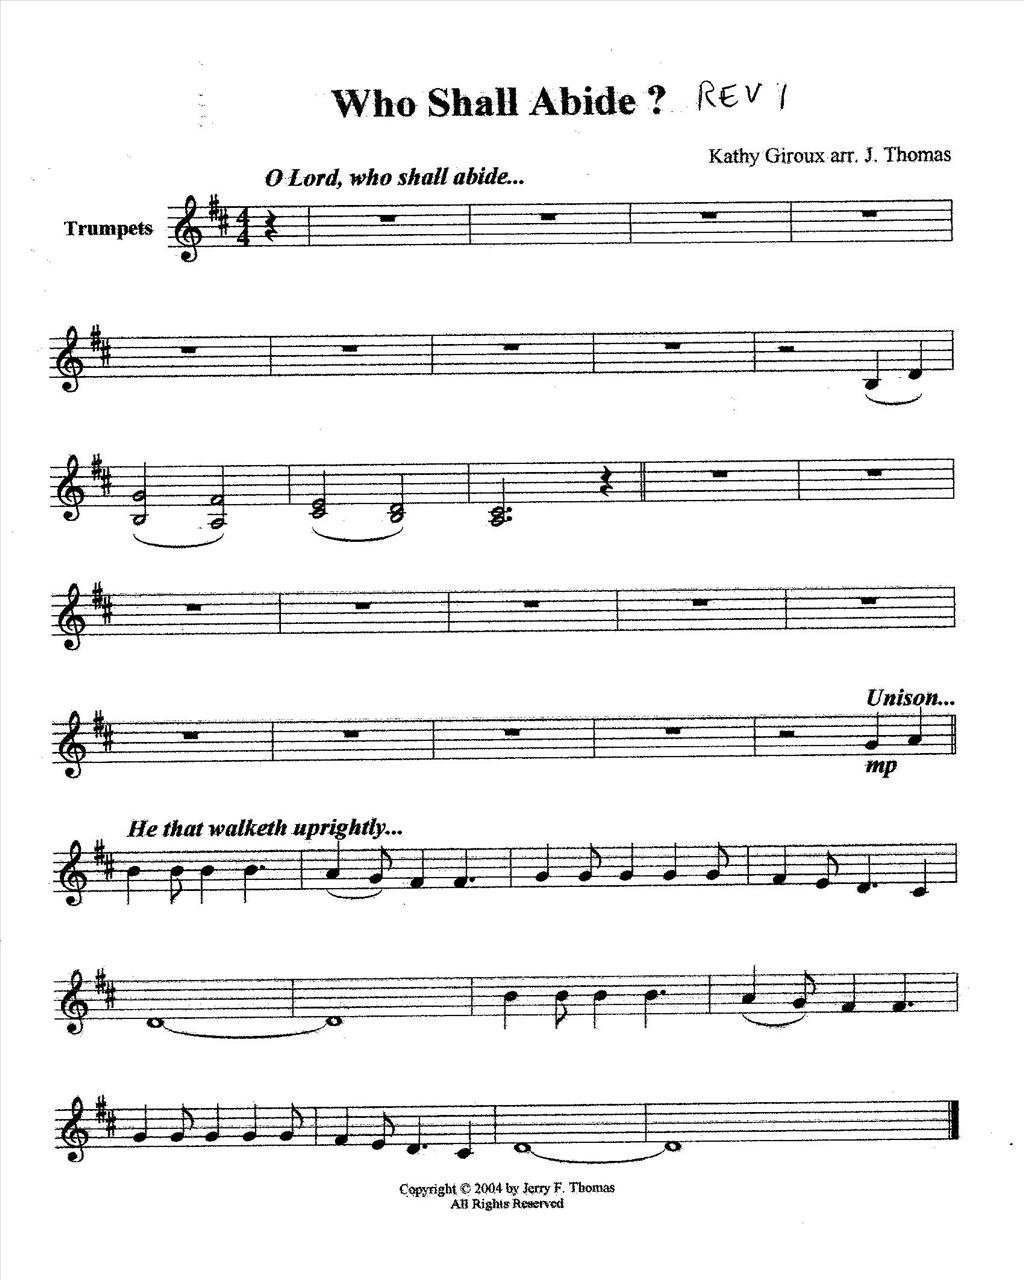 Who Shall Abide ? REV 1
Kathy Giroux arr. J. Thomas
O Lord, who shall abide...
Trumpets
Unison...
mp
He that walketh uprightly...
Copyright © 2004 by Jerry F. Thomas
All Rights Reserved